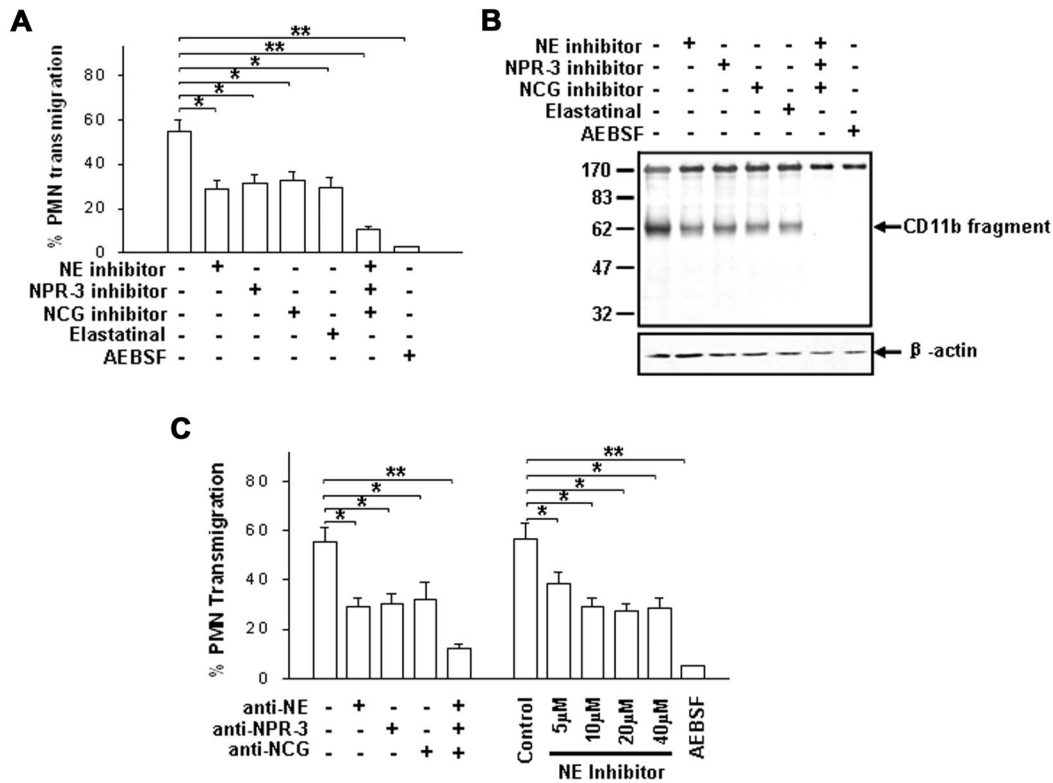 A
% PMN transmigration
80
60
40
20
0
**
**
*
*
*
*
NE inhibitor - + - - - + -
NPR-3 inhibitor - - + - - + -
NCG inhibitor - - - + - + -
Elastatinal - - - - + - -
AEBSF - - - - - - +
B
NE inhibitor - + - - - + -
NPR-3 inhibitor - - + - - + -
NCG inhibitor - - - + - + -
Elastatinal - - - - + - -
AEBSF - - - - - - +
170
83
62
47
32
CD11b fragment
β -actin
C
% PMN Transmigration
80
60
40
20
0
**
*
*
*
**
*
*
*
*
anti-NE - + - - +
anti-NPR-3 - - + - +
anti-NCG - - - + +
Control
5µM
10µM
20µM
40µM
AEBSF
NE Inhibitor